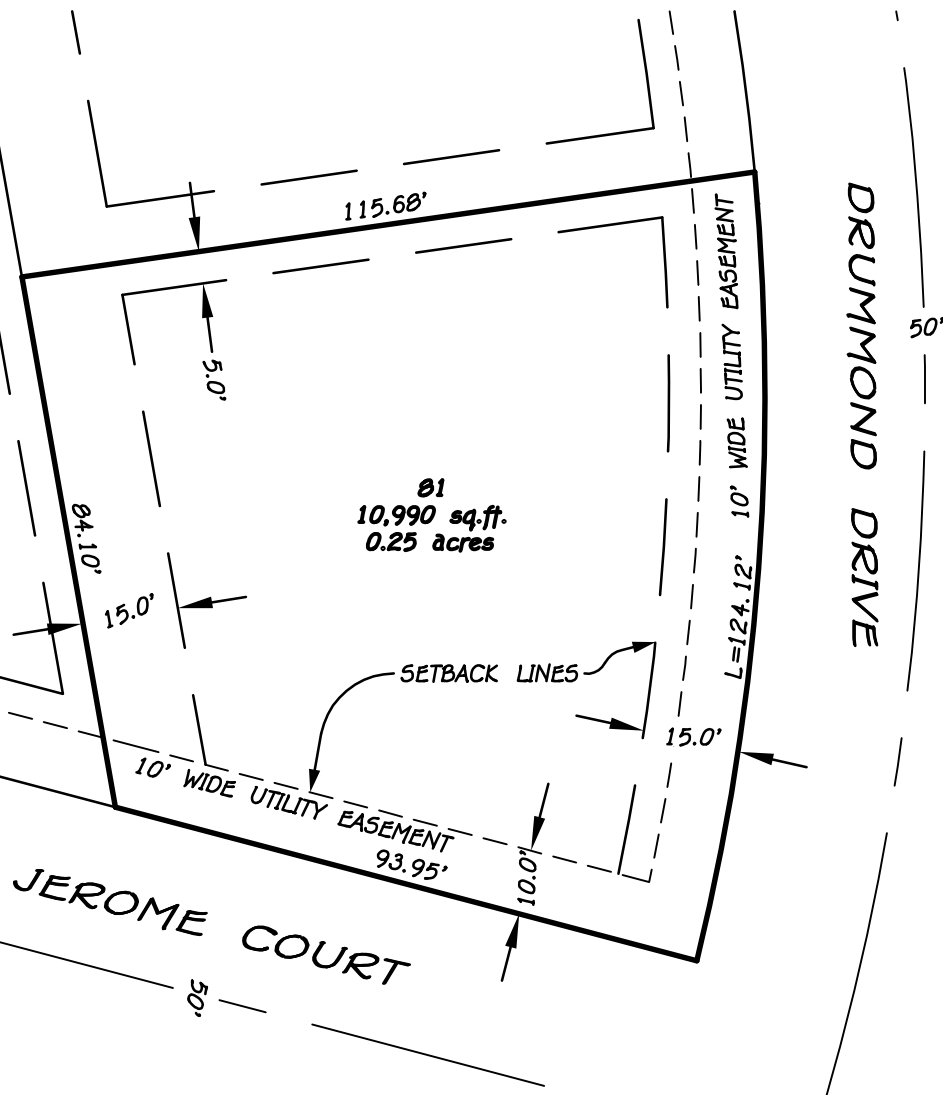 115.68'
10' WIDE UTILITY EASEMENT
DRUMMOND DRIVE
50'
5.0'
81
10,990 sq.ft.
0.25 acres
84.10'
15.0'
L=124.12'
SETBACK LINES
15.0'
10' WIDE UTILITY EASEMENT
93.95'
10.0'
JEROME COURT
50'